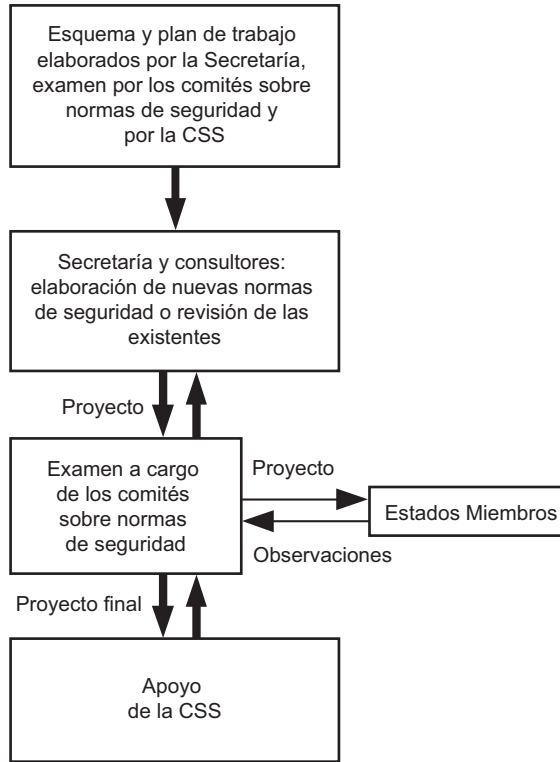 Esquema y plan de trabajo
elaborados por la Secretaría,
examen por los comités sobre
normas de seguridad y
por la CSS
Secretaría y consultores:
elaboración de nuevas normas
de seguridad o revisión de las
existentes
Proyecto
Examen a cargo
de los comités
sobre normas
de seguridad
Proyecto
Estados Miembros
Observaciones
Proyecto final
Apoyo
de la CSS